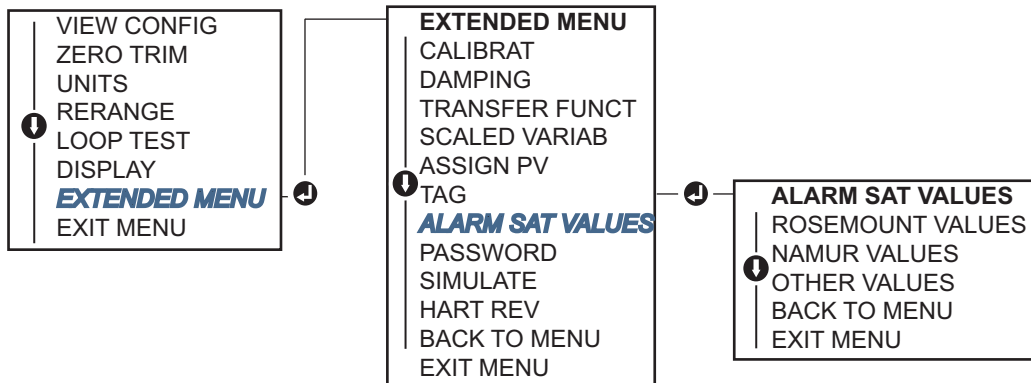 VIEW CONFIG
ZERO TRIM
UNITS
RERANGE
LOOP TEST
DISPLAY
EXTENDED MENU
EXIT MENU
EXTENDED MENU
CALIBRAT
DAMPING
TRANSFER FUNCT
SCALED VARIAB
ASSIGN PV
TAG
ALARM SAT VALUES
PASSWORD
SIMULATE
HART REV
BACK TO MENU
EXIT MENU
ALARM SAT VALUES
ROSEMOUNT VALUES
NAMUR VALUES
OTHER VALUES
BACK TO MENU
EXIT MENU